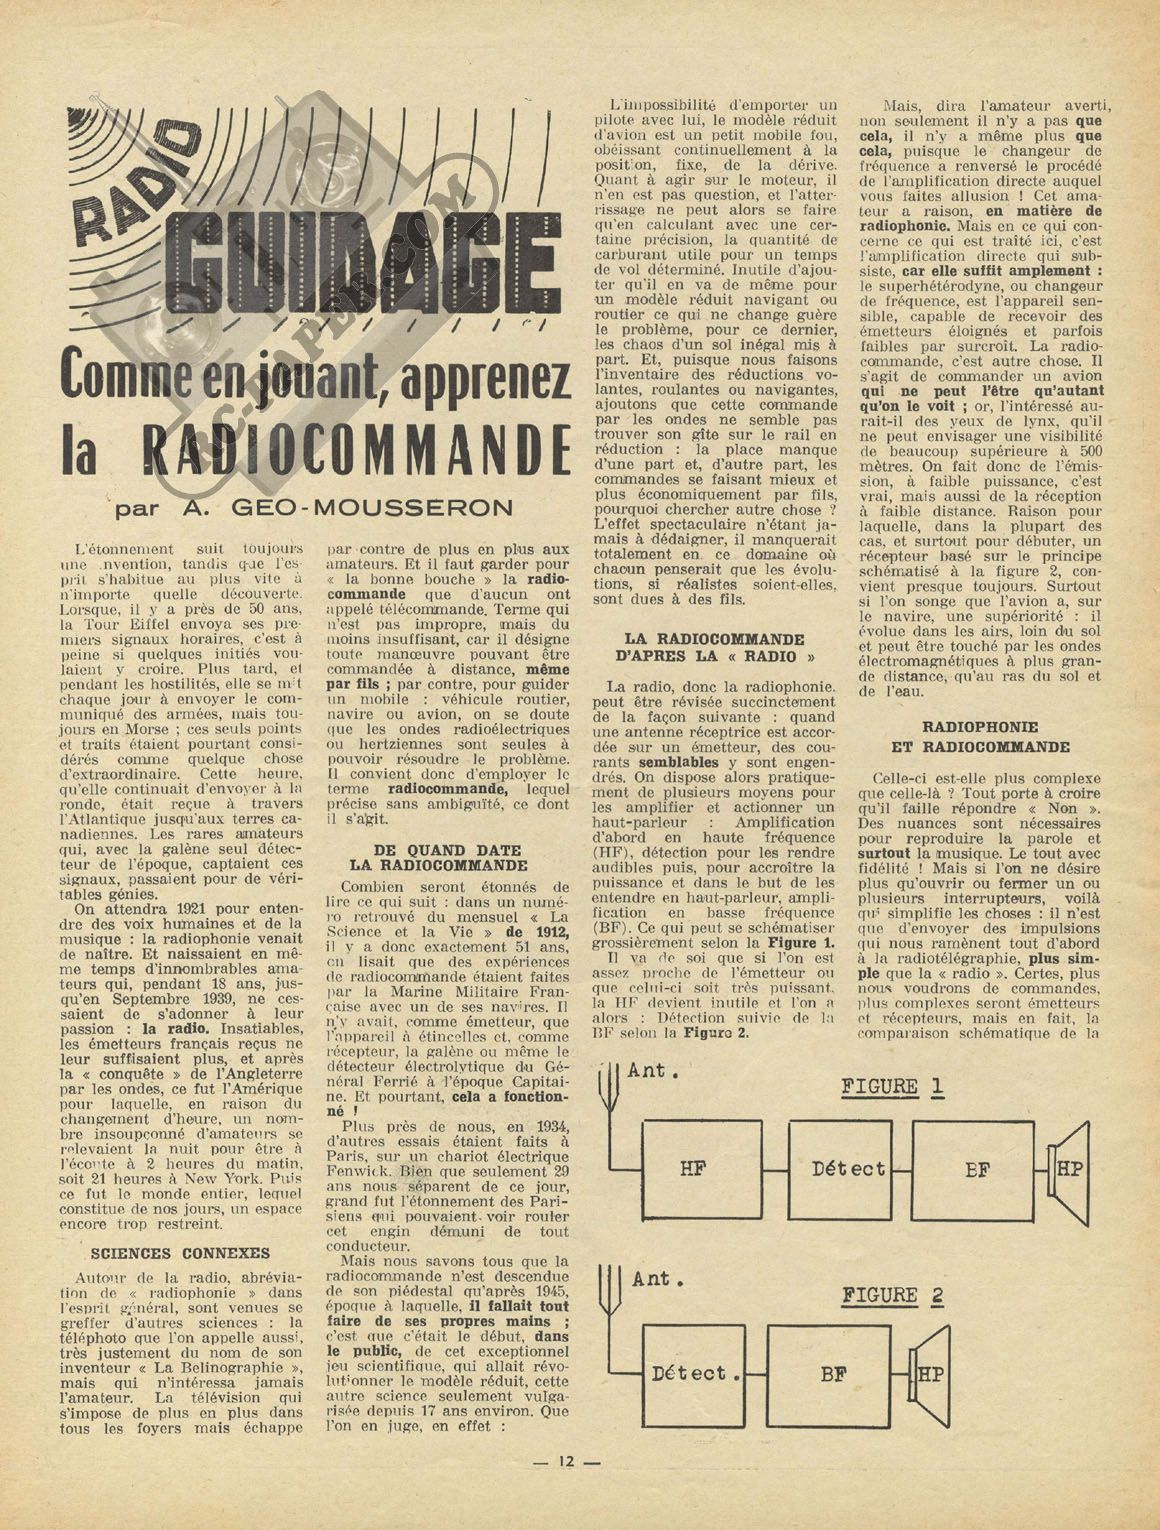 RADIO
GUIDAGE
RC-PAPER.COM
Comme en jouant, apprenez
la RADIOCOMMANDE
par A. GEO-MOUSSERON
L'étonnement suit toujours
une nvention, tandis que l'es-
prit s'habitue au plus vite à
n'importe quelle découverte.
Lorsque, il y a près de 50 ans,
la Tour Eiffel envoya ses pre-
miers signaux horaires, c'est à
peine si quelques initiés vou-
laient y croire. Plus tard, et
pendant les hostilités, elle se mit
chaque jour à envoyer le com-
muniqué des armées, mais tou-
jours en Morse ; ces seuls points
et traits étaient pourtant consi-
dérés comme quelque chose
d'extraordinaire. Cette heure,
qu'elle continuait d'envoyer à la
ronde, était reçue à travers
l'Atlantique jusqu'aux terres ca-
nadiennes. Les rares amateurs
qui, avec la galène seul détec-
teur de l'époque, captaient ces
signaux, passaient pour de véri-
tables génies.
On attendra 1921 pour enten-
dre des voix humaines et de la
musique : la radiophonie venait
de naître. Et naissaient en mê-
me temps d'innombrables ama-
teurs qui, pendant 18 ans, jus-
qu'en Septembre 1939, ne ces-
saient de s'adonner à leur
passion : la radio. Insatiables,
les émetteurs français reçus ne
leur suffisaient plus, et après
la « conquête » de l'Angleterre
par les ondes, ce fut l'Amérique
pour laquelle, en raison du
changement d'heure, un nom-
bre insoupçonné d'amateurs se
relevaient la nuit pour être à
l'écoute à 2 heures du matin,
soit 21 heures à New York. Puis
ce fut le monde entier, lequel
constitue de nos jours, un espace
encore trop restreint.
SCIENCES CONNEXES
Autour de la radio, abrévia-
tion de « radiophonie » dans
l'esprit général, sont venues se
greffer d'autres sciences : la
téléphoto que l'on appelle aussi,
très justement du nom de son
inventeur « La Belinographie »,
mais qui n'intéressa jamais
l'amateur. La télévision qui
s'impose de plus en plus dans
tous les foyers mais échappe
par contre de plus en plus aux
amateurs. Et il faut garder pour
« la bonne bouche » la radio-
commande que d'aucun ont
appelé télécommande. Terme qui
n'est pas impropre, mais du
moins insuffisant, car il désigne
toute manœuvre pouvant être
commandée à distance, même
par fils ; par contre, pour guider
un mobile : véhicule routier,
navire ou avion, on se doute
que les ondes radioélectriques
ou hertziennes sont seules à
pouvoir résoudre le problème.
Il convient donc d'employer le
terme radiocommande, lequel
précise sans ambiguïté, ce dont
il s'agit.
DE QUAND DATE
LA RADIOCOMMANDE
Combien seront étonnés de
lire ce qui suit : dans un numé-
ro retrouvé du mensuel « La
Science et la Vie » de 1912,
il y a donc exactement 51 ans,
on lisait que des expériences
de radiocommande étaient faites
par la Marine Militaire Fran-
çaise avec un de ses navires. Il
n'y avait, comme émetteur, que
l'appareil à étincelles et, comme
récepteur, la galène ou même le
détecteur électrolytique du Gé-
néral Ferrié à l'époque Capitai-
ne. Et pourtant, cela a fonction-
né !
Plus près de nous, en 1934,
d'autres essais étaient faits à
Paris, sur un chariot électrique
Fenwick. Bien que seulement 29
ans nous séparent de ce jour,
grand fut l'étonnement des Pari-
siens qui pouvaient voir rouler
cet engin démuni de tout
conducteur.
Mais nous savons tous que la
radiocommande n'est descendue
de son piédestal qu'après 1945,
époque à laquelle, il fallait tout
faire de ses propres mains ;
c'est que c'était le début, dans
le public, de cet exceptionnel
jeu scientifique, qui allait révo-
lutionner le modèle réduit, cette
autre science seulement vulga-
risée depuis 17 ans environ. Que
l'on en juge, en effet :
L'impossibilité d'emporter un
pilote avec lui, le modèle réduit
d'avion est un petit mobile fou,
obéissant continuellement à la
position, fixe, de la dérive.
Quant à agir sur le moteur, il
n'en est pas question, et l'atter-
rissage ne peut alors se faire
qu'en calculant avec une cer-
taine précision, la quantité de
carburant utile pour un temps
de vol déterminé. Inutile d'ajou-
ter qu'il en va de même pour
un modèle réduit navigant ou
routier ce qui ne change guère
le problème, pour ce dernier,
les chaos d'un sol inégal mis à
part. Et, puisque nous faisons
l'inventaire des réductions vo-
lantes, roulantes ou navigantes,
ajoutons que cette commande
par les ondes ne semble pas
trouver son gîte sur le rail en
réduction : la place manque
d'une part et, d'autre part, les
commandes se faisant mieux et
plus économiquement par fils,
pourquoi chercher autre chose ?
L'effet spectaculaire n'étant ja-
mais à dédaigner, il manquerait
totalement en ce domaine où
chacun penserait que les évolu-
tions, si réalistes soient-elles,
sont dues à des fils.
LA RADIOCOMMANDE
D'APRES LA « RADIO »
La radio, donc la radiophonie.
peut être révisée succinctement
de la façon suivante : quand
une antenne réceptrice est accor-
dée sur un émetteur, des cou-
rants semblables y sont engen-
drés. On dispose alors pratique-
ment de plusieurs moyens pour
les amplifier et actionner un
haut-parleur : Amplification
d'abord en haute fréquence
(HF), détection pour les rendre
audibles puis, pour accroître la
puissance et dans le but de les
entendre en haut-parleur, ampli-
fication en basse fréquence
(BF). Ce qui peut se schématiser
grossièrement selon la Figure 1.
Il va de soi que si l'on est
assez proche de l'émetteur ou
que celui-ci soit très puissant,
la HF devient inutile et l'on a
alors : Détection suivie de la
BF selon la Figure 2.
Mais, dira l'amateur averti,
non seulement il n'y a pas que
cela, il n'y a même plus que
cela, puisque le changeur de
fréquence a renversé le procédé
de l'amplification directe auquel
vous faites allusion ! Cet ama-
teur a raison, en matière de
radiophonie. Mais en ce qui con-
cerne ce qui est traîté ici, c'est
l'amplification directe qui sub-
siste, car elle suffit amplement :
le superhétérodyne, ou changeur
de fréquence, est l'appareil sen-
sible, capable de recevoir des
émetteurs éloignés et parfois
faibles par surcroît. La radio-
commande, c'est autre chose. Il
s'agit de commander un avion
qui ne peut l'être qu'autant
qu'on le voit ; or, l'intéressé au-
rait-il des yeux de lynx, qu'il
ne peut envisager une visibilité
de beaucoup supérieure à 500
mètres. On fait donc de l'émis-
sion, à faible puissance, c'est
vrai, mais aussi de la réception
à faible distance. Raison pour
laquelle, dans la plupart des
cas, et surtout pour débuter, un
récepteur basé sur le principe
schématisé à la figure 2, con-
vient presque toujours. Surtout
si l'on songe que l'avion a, sur
le navire, une supériorité : il
évolue dans les airs, loin du sol
et peut être touché par les ondes
électromagnétiques à plus gran-
de distance, qu'au ras du sol et
de l'eau.
RADIOPHONIE
ET RADIOCOMMANDE
Celle-ci est-elle plus complexe
que celle-là ? Tout porte à croire
qu'il faille répondre « Non ».
Des nuances sont nécessaires
pour reproduire la parole et
surtout la musique. Le tout avec
fidélité ! Mais si l'on ne désire
plus qu'ouvrir ou fermer un ou
plusieurs interrupteurs, voilà
qui simplifie les choses : il n'est
que d'envoyer des impulsions
qui nous ramènent tout d'abord
à la radiotélégraphie, plus sim-
ple que la « radio ». Certes, plus
nous voudrons de commandes,
plus complexes seront émetteurs
et récepteurs, mais en fait, la
comparaison schématique de la
Ant.
FIGURE 1
HF
Détect
BF
HP
Ant.
FIGURE 2
Détect.
BF
HP
— 12 —